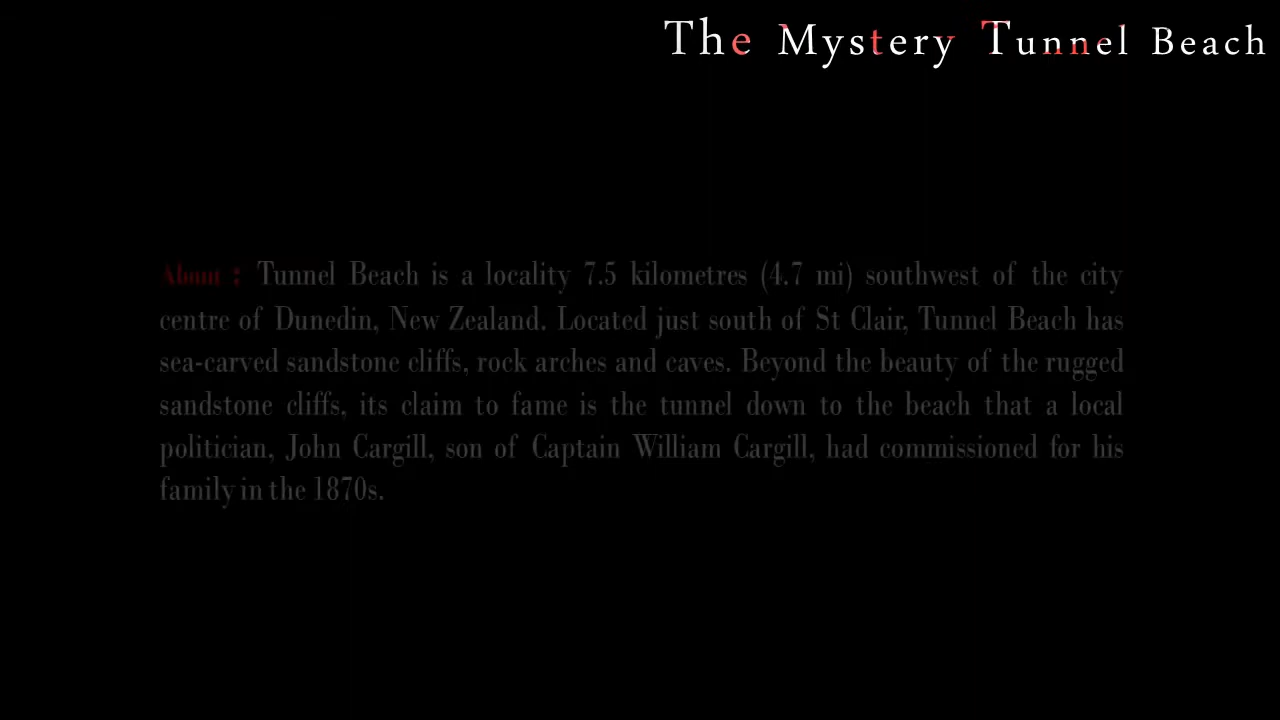 The Mystery Tunnel Beach
About : Tunnel Beach is a locality 7.5 kilometres (4.7 mi) southwest of the city
centre of Dunedin, New Zealand. Located just south of St Clair, Tunnel Beach has
sea-carved sandstone cliffs, rock arches and caves. Beyond the beauty of the rugged
sandstone cliffs, its claim to fame is the tunnel down to the beach that a local
politician, John Cargill, son of Captain William Cargill, had commissioned for his
family in the 1870s.